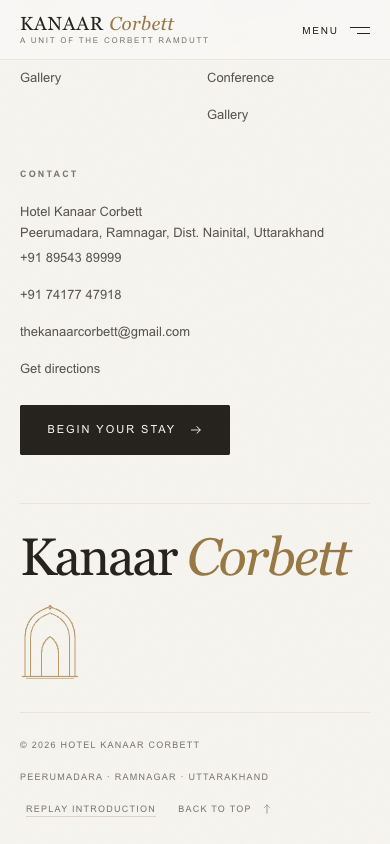 KANAAR Corbett
A UNIT OF THE CORBETT RAMDUTT
MENU
Gallery
Conference
Gallery
CONTACT
Hotel Kanaar Corbett
Peerumadara, Ramnagar, Dist. Nainital, Uttarakhand
+91 89543 89999
+91 74177 47918
thekanaarcorbett@gmail.com
Get directions
BEGIN YOUR STAY →
Kanaar Corbett
© 2026 HOTEL KANAAR CORBETT
PEERUMADARA · RAMNAGAR · UTTARAKHAND
REPLAY INTRODUCTION BACK TO TOP ↑